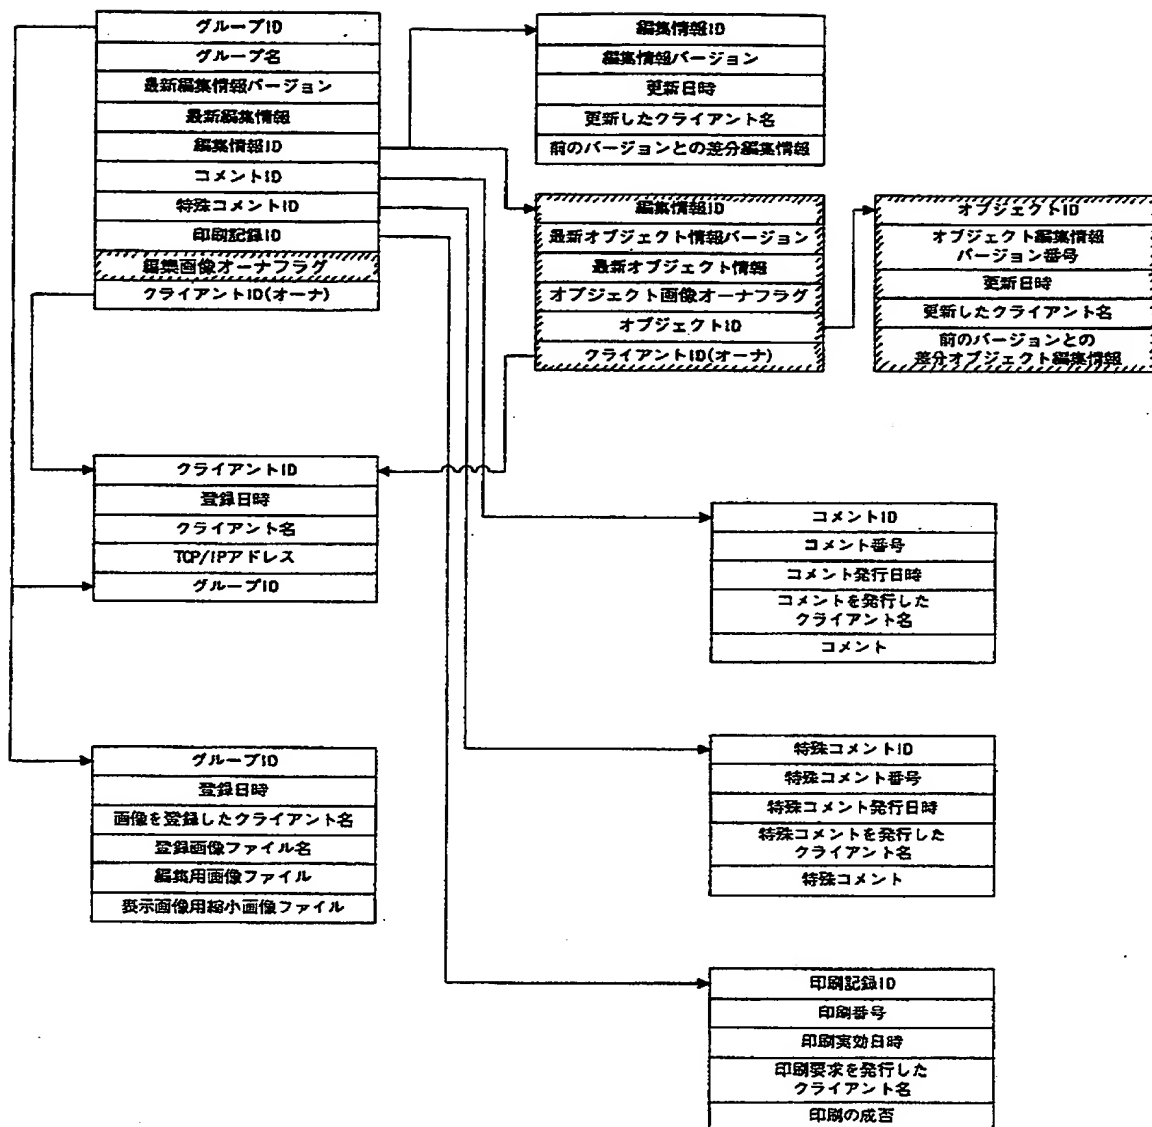 グループID
グループ名
最新編集情報バージョン
最新編集情報
編集情報ID
コメントID
特殊コメントID
印刷記録ID
編集画像オーナフラグ
クライアントID(オーナ)
編集情報ID
編集情報バージョン
更新日時
更新したクライアント名
前のバージョンとの差分編集情報
編集情報ID
最新オブジェクト情報バージョン
最新オブジェクト情報
オブジェクト画像オーナフラグ
オブジェクトID
クライアントID(オーナ)
オブジェクトID
オブジェクト編集情報
バージョン番号
更新日時
更新したクライアント名
前のバージョンとの
差分オブジェクト編集情報
クライアントID
登録日時
クライアント名
TCP/IPアドレス
グループID
コメントID
コメント番号
コメント発行日時
コメントを発行した
クライアント名
コメント
グループID
登録日時
画像を登録したクライアント名
登録画像ファイル名
編集用画像ファイル
表示画像用縮小画像ファイル
特殊コメントID
特殊コメント番号
特殊コメント発行日時
特殊コメントを発行した
クライアント名
特殊コメント
印刷記録ID
印刷番号
印刷実効日時
印刷要求を発行した
クライアント名
印刷の成否